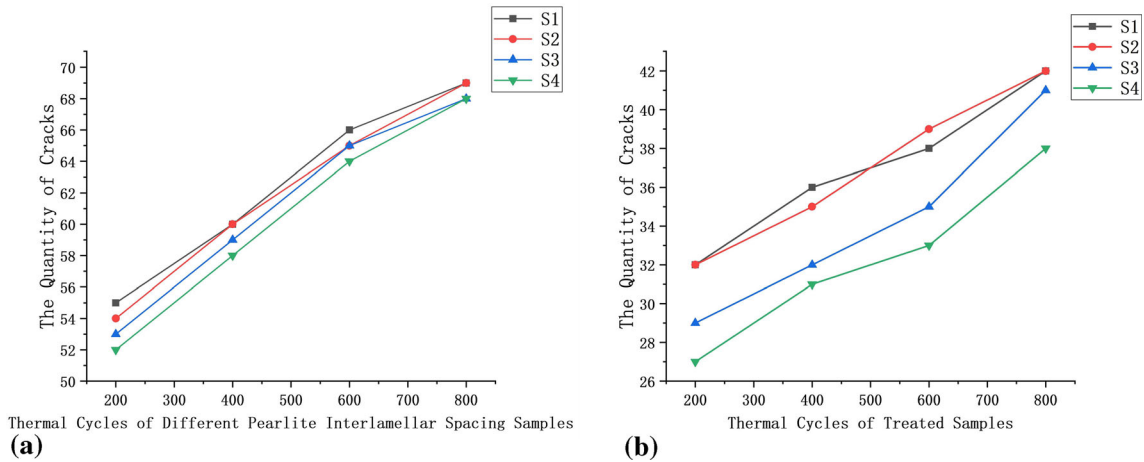 S1
S2
S3
S4
The Quantity of Cracks
70
68
66
64
62
60
58
56
54
52
50
200 300 400 500 600 700 800
Thermal Cycles of Different Pearlite Interlamellar Spacing Samples
(a)
S1
S2
S3
S4
The Quantity of Cracks
42
40
38
36
34
32
30
28
26
200 300 400 500 600 700 800
Thermal Cycles of Treated Samples
(b)